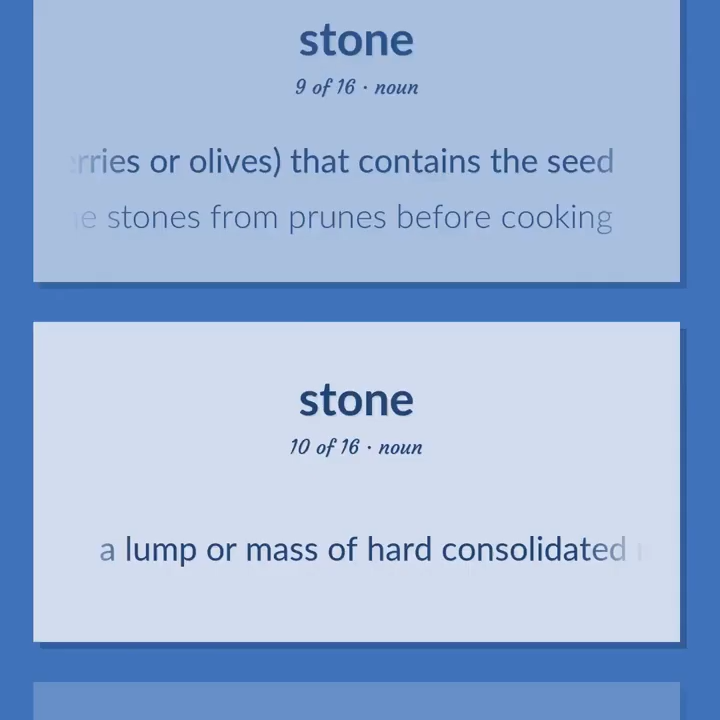 stone
9 of 16 · noun
rries or olives) that contains the seed
stones from prunes before cooking
stone
10 of 16 · noun
a lump or mass of hard consolidated